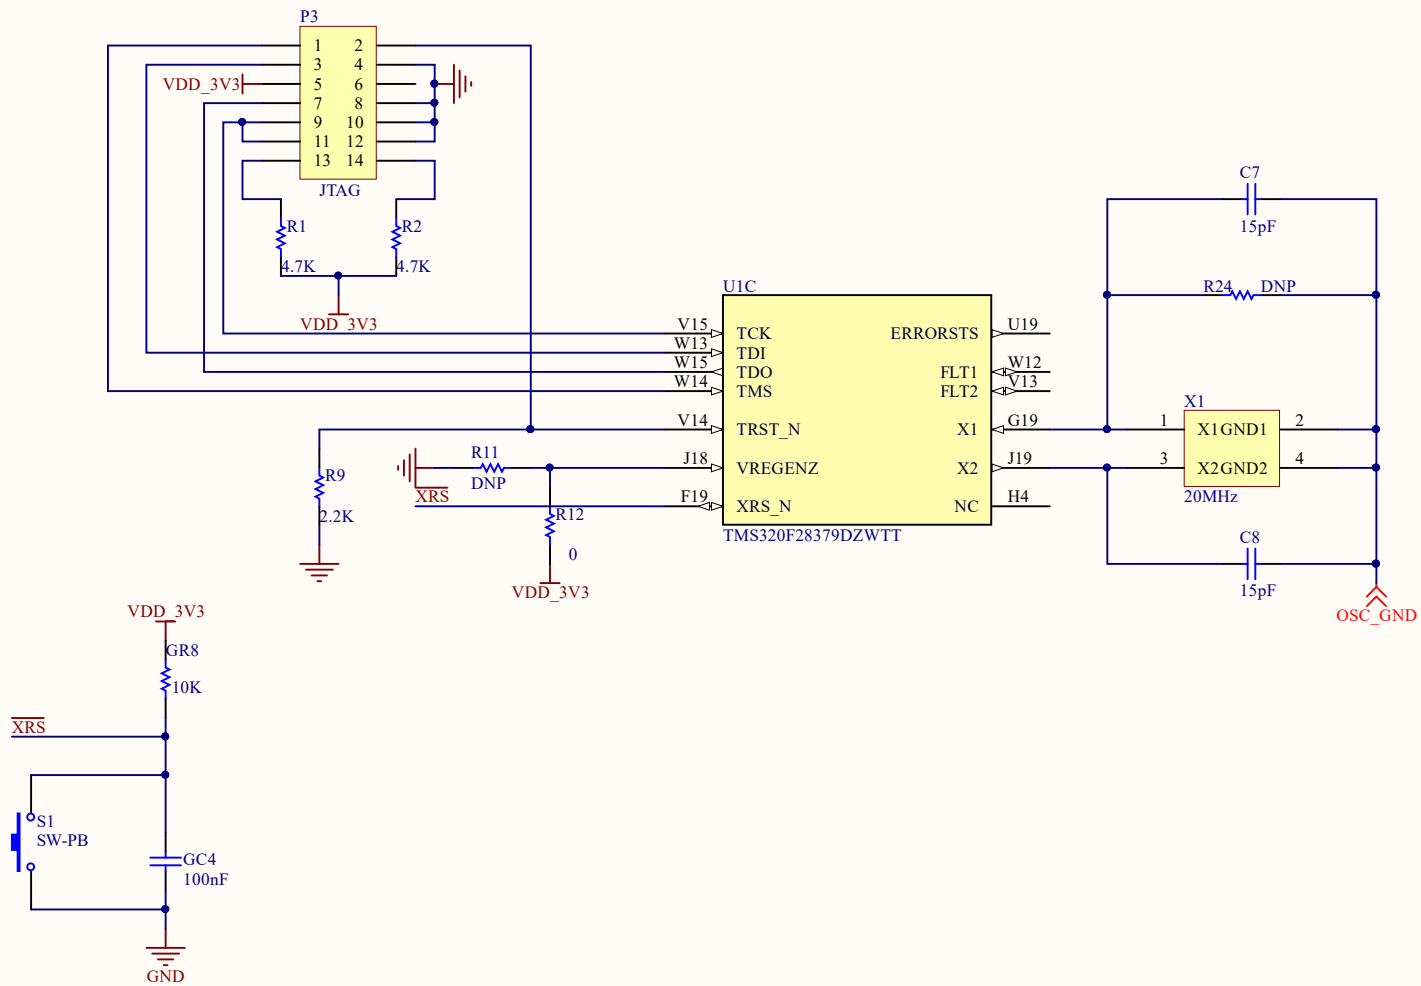 P3
1 2
3 4
VDD_3V3 5 6
7 8
9 10
11 12
13 14
JTAG
R1 R2
4.7K 4.7K
VDD_3V3
U1C
V15 TCK
W13 TDI
W15 TDO
W14 TMS
V14 TRST_N
J18 VREGENZ
F19 XRS_N
ERRORSTS U19
FLT1 W12
FLT2 V13
X1 G19
X2 J19
NC H4
TMS320F28379DZWTT
R9
2.2K
R11
DNP
XRS
R12
0
VDD_3V3
C7
15pF
R24 DNP
X1
1 X1 GND1 2
3 X2 GND2 4
20MHz
C8
15pF
OSC_GND
VDD_3V3
GR8
10K
XRS
S1
SW-PB
GC4
100nF
GND